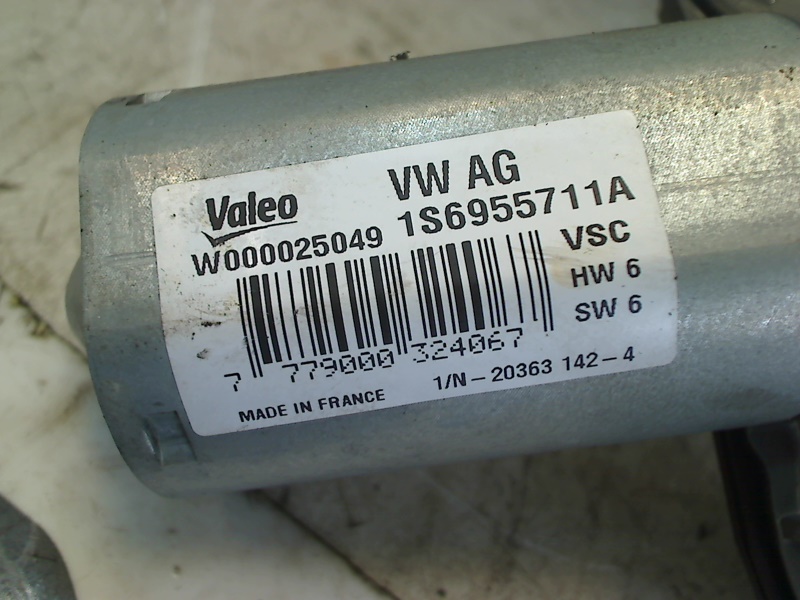 Valeo
VW AG
W000025049
1S6955711A
VSC
HW 6
SW 6
7 779000 324067
MADE IN FRANCE
1/N - 20363 142 - 4